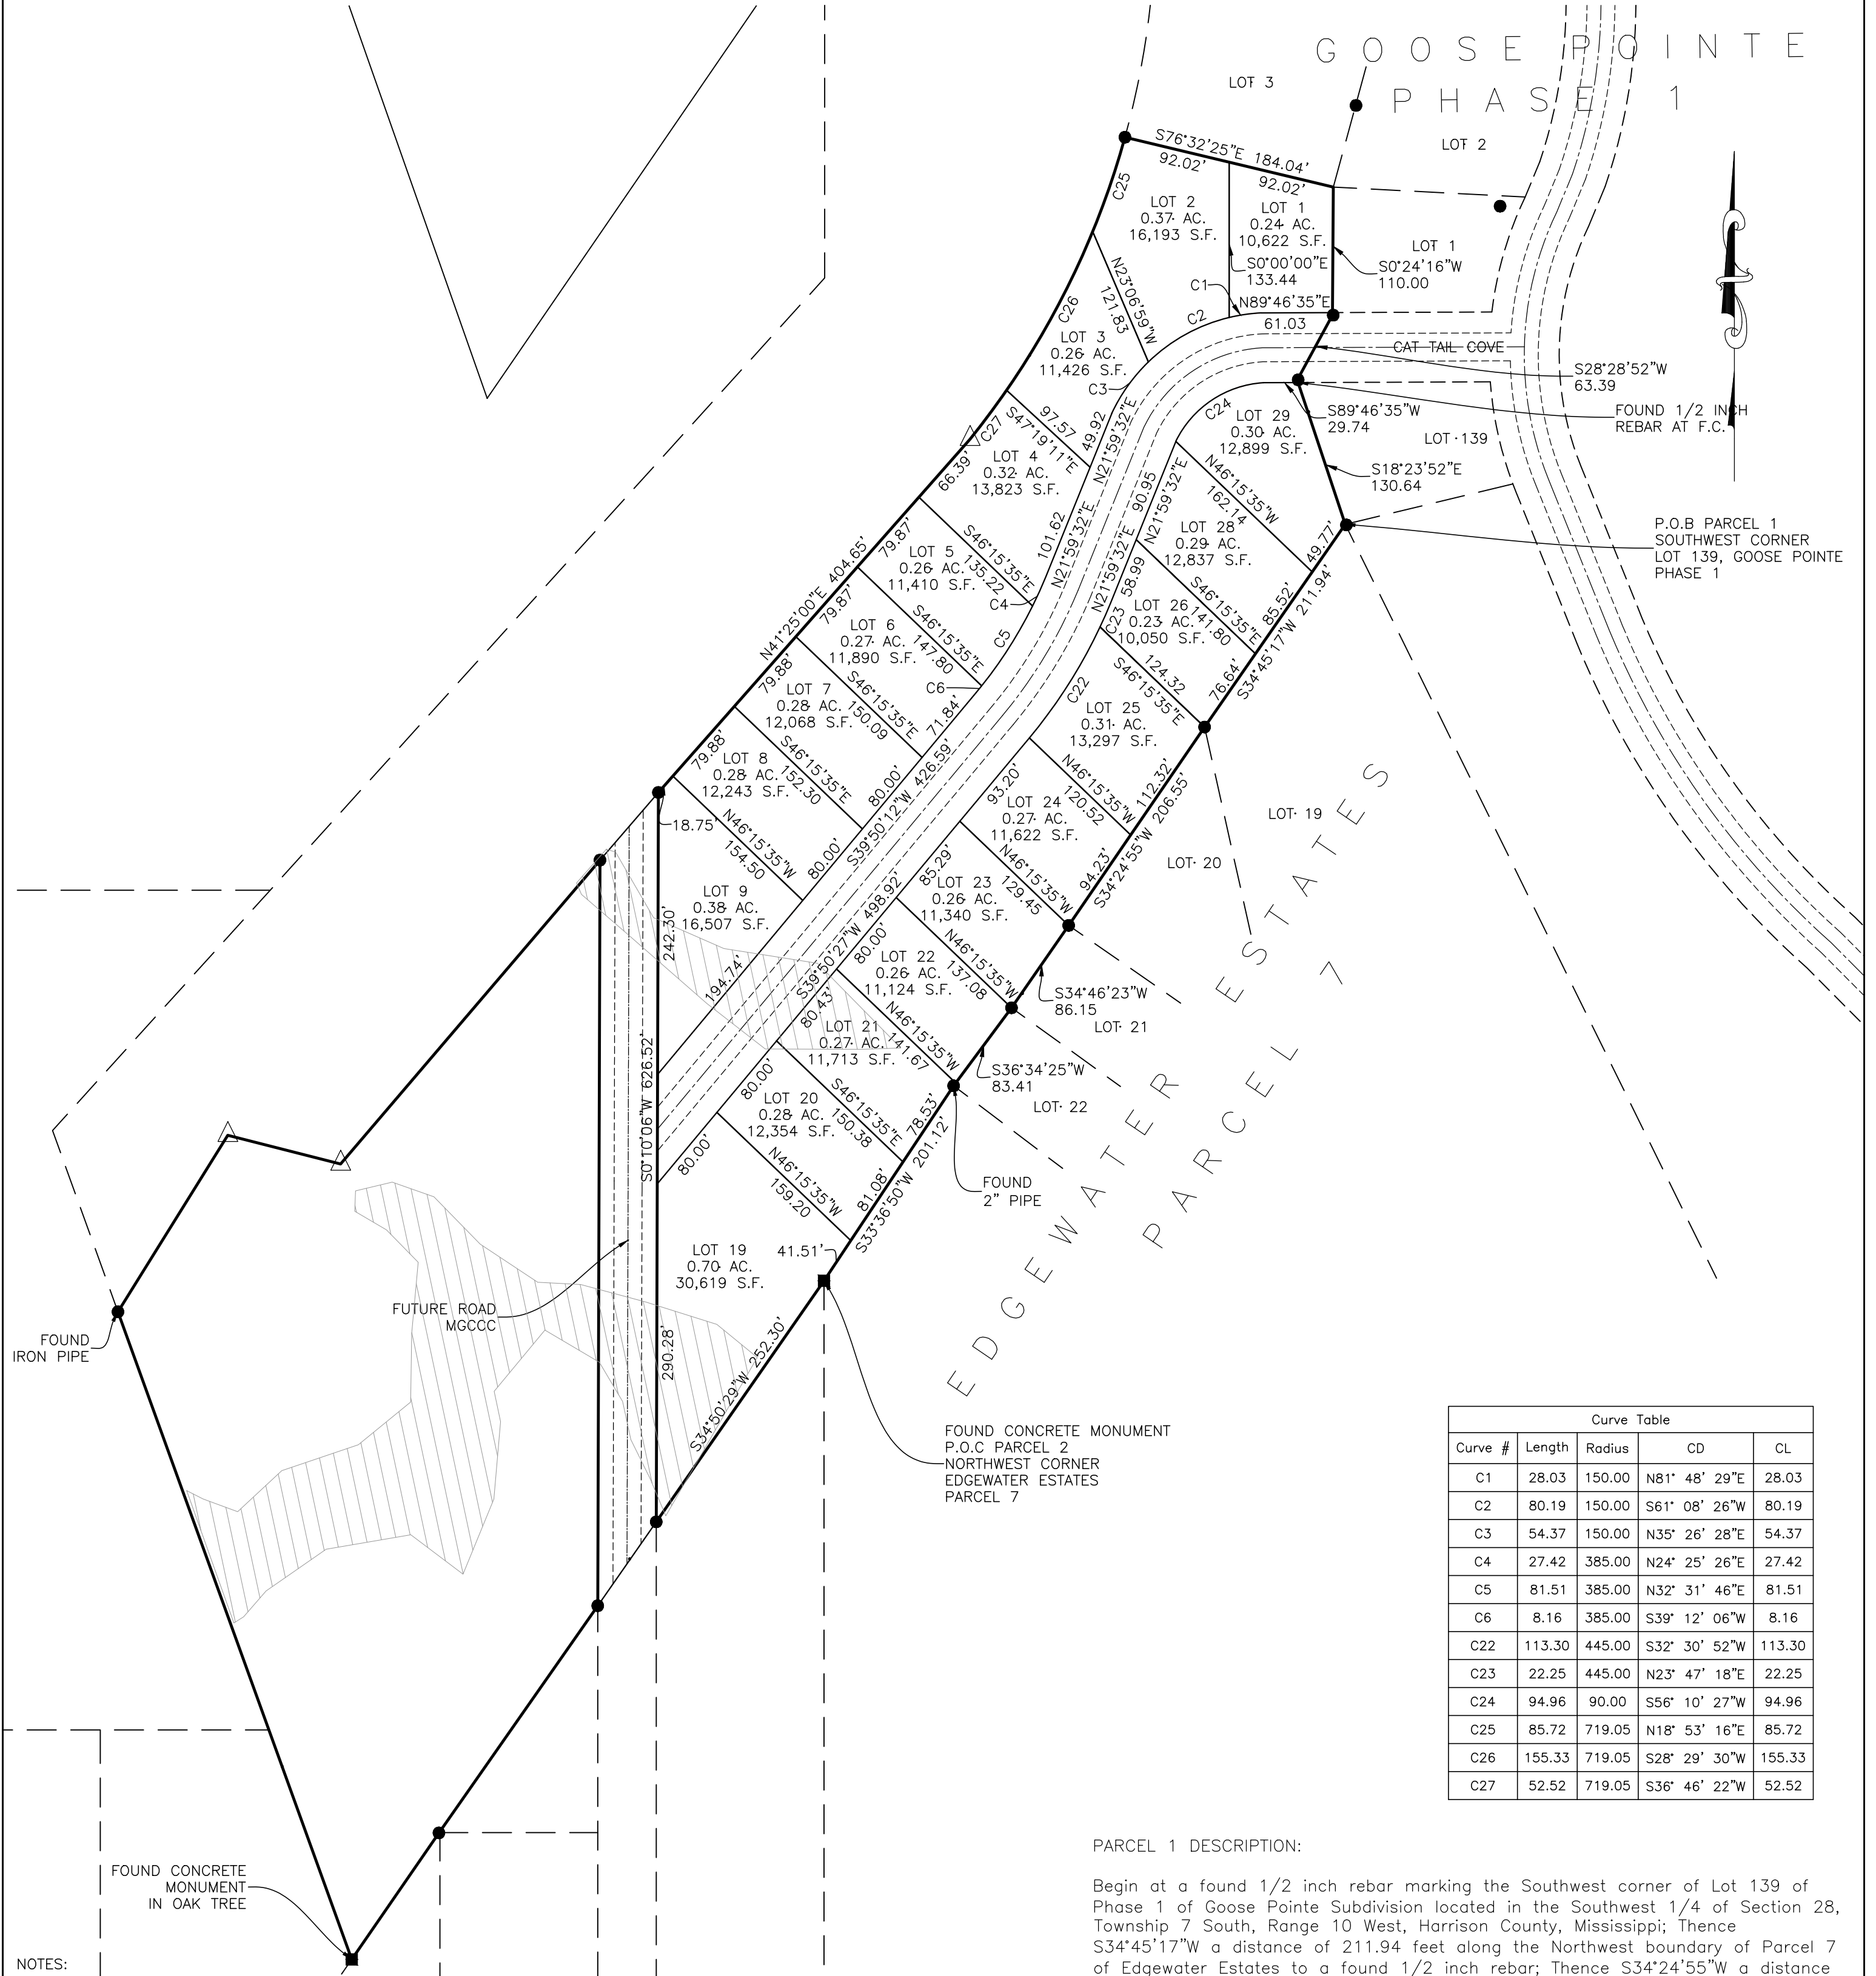 GOOSE POINTE
PHASE 1
LOT 3
LOT 2
S76°32'25"E 184.04'
92.02'
92.02'
C25
LOT 2
0.37 AC.
16,193 S.F.
LOT 1
0.24 AC.
10,622 S.F.
LOT 1
S0°24'16"W
110.00
S0°00'00"E
133.44
C1
N89°46'35"E
61.03
C2
N23°06'59"W
121.83
C26
LOT 3
0.26 AC.
11,426 S.F.
C3
CAT TAIL COVE
S28°28'52"W
63.39
FOUND 1/2 INCH
REBAR AT F.C.
S89°46'35"W
29.74
C24
LOT 29
0.30 AC.
12,899 S.F.
LOT 139
S18°23'52"E
130.64
P.O.B PARCEL 1
SOUTHWEST CORNER
LOT 139, GOOSE POINTE
PHASE 1
97.57
S47°19'11"E
49.92
N21°59'32"E
C27
66.39'
LOT 4
0.32 AC.
13,823 S.F.
101.62
N21°59'32"E
90.95
N21°59'32"E
N46°15'35"W
162.14
49.77'
LOT 28
0.29 AC.
12,837 S.F.
N41°25'00"E 404.65'
79.87'
LOT 5
0.26 AC.
11,410 S.F.
S46°15'35"E
135.22
C4
N21°59'32"E 58.99
C23
LOT 26
0.23 AC.
10,050 S.F.
S46°15'35"E
141.80
85.52'
S34°45'17"W 211.94'
76.64'
79.87'
LOT 6
0.27 AC.
11,890 S.F.
S46°15'35"E
147.80
C5
C6
124.32
S46°15'35"E
C22
79.88'
LOT 7
0.28 AC.
12,068 S.F.
S46°15'35"E
150.09
71.84'
LOT 25
0.31 AC.
13,297 S.F.
112.32'
79.88'
LOT 8
0.28 AC.
12,243 S.F.
S46°15'35"E
152.30
80.00'
S39°50'12"W 426.59'
93.20'
N46°15'35"W
120.52
S34°24'55"W 206.55'
18.75'
N46°15'35"W
154.50
80.00'
LOT 24
0.27 AC.
11,622 S.F.
94.23'
LOT 19
LOT 20
LOT 9
0.38 AC.
16,507 S.F.
242.30'
194.74'
85.29'
LOT 23
0.26 AC.
11,340 S.F.
N46°15'35"W
129.45
S39°50'27"W 498.92'
80.00'
LOT 22
0.26 AC.
11,124 S.F.
N46°15'35"W
137.08
S34°46'23"W
86.15
LOT 21
80.43'
LOT 21
0.27 AC.
11,713 S.F.
N46°15'35"W
141.67
S36°34'25"W
83.41
LOT 22
S0°10'06"W 626.52'
80.00'
LOT 20
0.28 AC.
12,354 S.F.
S46°15'35"E
150.38
78.53'
S33°36'50"W 201.12'
FOUND
2" PIPE
80.00'
N46°15'35"W
159.20
81.08'
LOT 19
0.70 AC.
30,619 S.F.
41.51'
EDGEWATER ESTATES
PARCEL 7
FUTURE ROAD
MGCCC
FOUND
IRON PIPE
290.28'
S34°50'29"W 252.30'
FOUND CONCRETE MONUMENT
P.O.C PARCEL 2
NORTHWEST CORNER
EDGEWATER ESTATES
PARCEL 7
Curve Table
Curve # Length Radius CD CL
C1 28.03 150.00 N81° 48' 29"E 28.03
C2 80.19 150.00 S61° 08' 26"W 80.19
C3 54.37 150.00 N35° 26' 28"E 54.37
C4 27.42 385.00 N24° 25' 26"E 27.42
C5 81.51 385.00 N32° 31' 46"E 81.51
C6 8.16 385.00 S39° 12' 06"W 8.16
C22 113.30 445.00 S32° 30' 52"W 113.30
C23 22.25 445.00 N23° 47' 18"E 22.25
C24 94.96 90.00 S56° 10' 27"W 94.96
C25 85.72 719.05 N18° 53' 16"E 85.72
C26 155.33 719.05 S28° 29' 30"W 155.33
C27 52.52 719.05 S36° 46' 22"W 52.52
FOUND CONCRETE
MONUMENT
IN OAK TREE
NOTES:
PARCEL 1 DESCRIPTION:
Begin at a found 1/2 inch rebar marking the Southwest corner of Lot 139 of
Phase 1 of Goose Pointe Subdivision located in the Southwest 1/4 of Section 28,
Township 7 South, Range 10 West, Harrison County, Mississippi; Thence
S34°45'17"W a distance of 211.94 feet along the Northwest boundary of Parcel 7
of Edgewater Estates to a found 1/2 inch rebar; Thence S34°24'55"W a distance